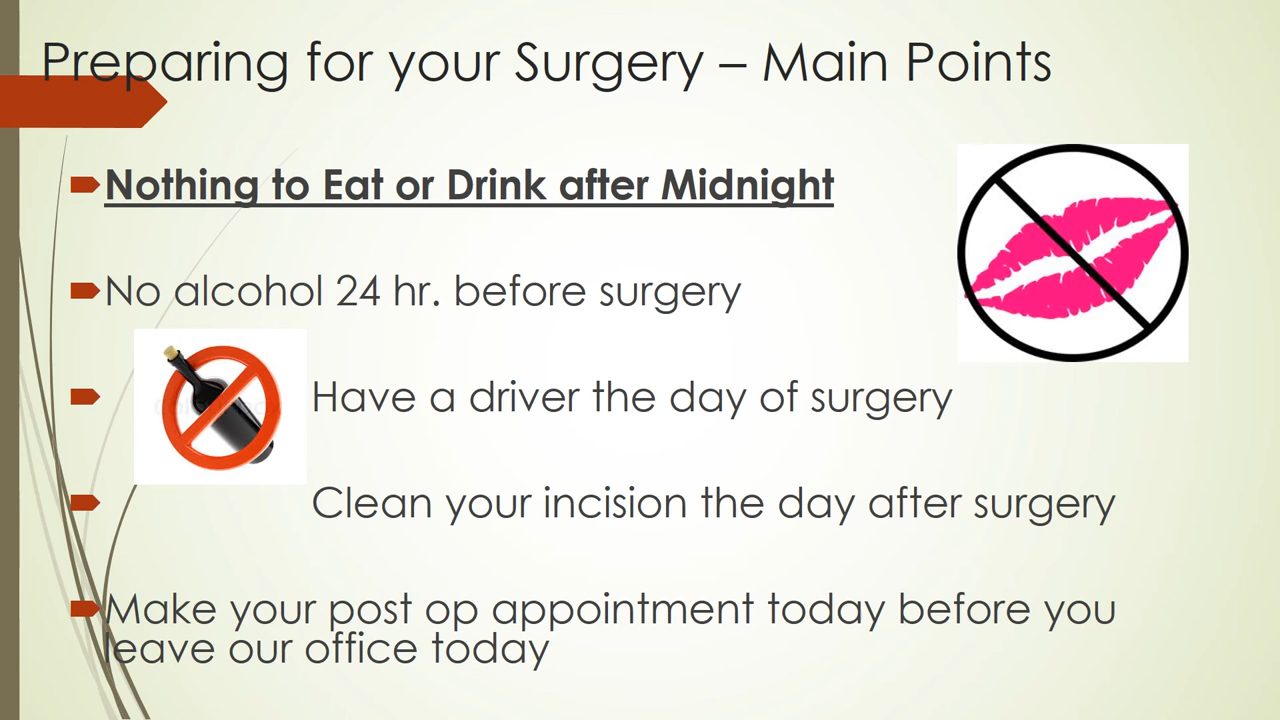 Preparing for your Surgery – Main Points
Nothing to Eat or Drink after Midnight
No alcohol 24 hr. before surgery
Have a driver the day of surgery
Clean your incision the day after surgery
Make your post op appointment today before you
leave our office today